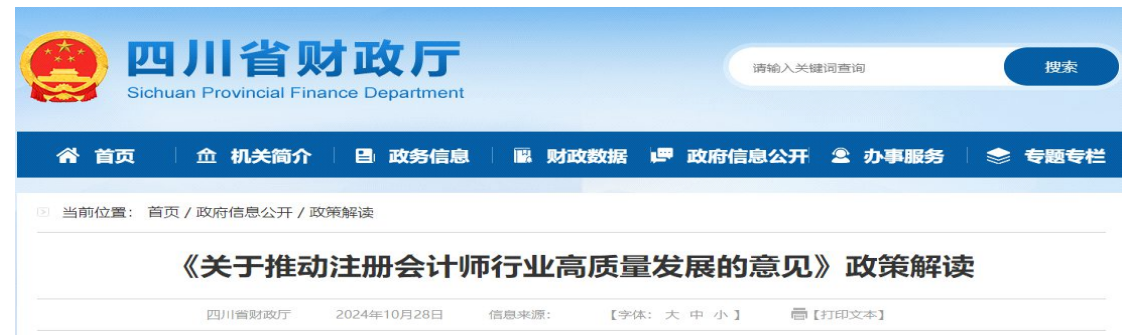 四川省财政厅
Sichuan Provincial Finance Department
请输入关键词查询
搜索
首页 机关简介 政务信息 财政数据 政府信息公开 办事服务 专题专栏
当前位置： 首页 / 政府信息公开 / 政策解读
《关于推动注册会计师行业高质量发展的意见》政策解读
四川省财政厅 2024年10月28日 信息来源： 【字体：大 中 小】 【打印文本】